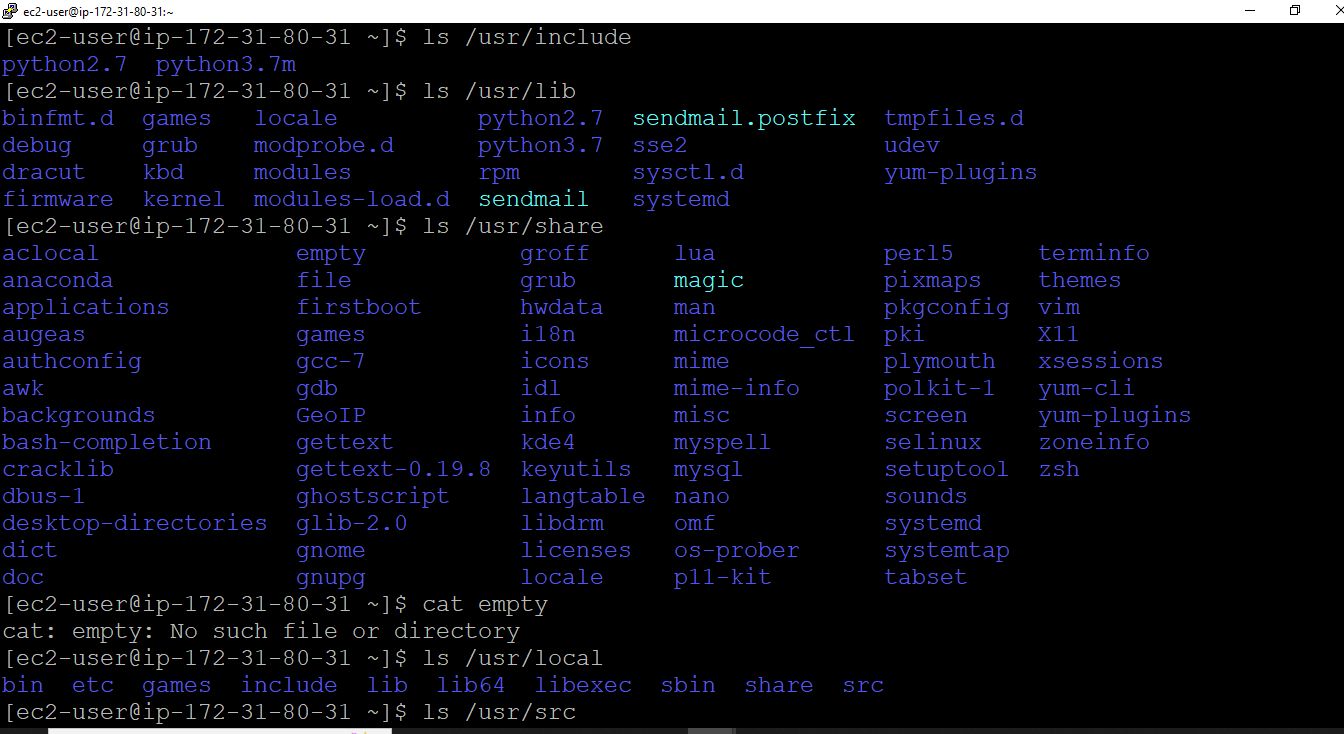 ec2-user@ip-172-31-80-31:~
[ec2-user@ip-172-31-80-31 ~]$ ls /usr/include
python2.7  python3.7m
[ec2-user@ip-172-31-80-31 ~]$ ls /usr/lib
binfmt.d  games   locale          python2.7  sendmail.postfix  tmpfiles.d
debug     grub    modprobe.d      python3.7  sse2              udev
dracut    kbd     modules         rpm        sysctl.d          yum-plugins
firmware  kernel  modules-load.d  sendmail   systemd
[ec2-user@ip-172-31-80-31 ~]$ ls /usr/share
aclocal              empty           groff      lua            perl5      terminfo
anaconda             file            grub       magic          pixmaps    themes
applications         firstboot       hwdata     man            pkgconfig  vim
augeas               games           i18n       microcode_ctl  pki        X11
authconfig           gcc-7           icons      mime           plymouth   xsessions
awk                  gdb             idl        mime-info      polkit-1   yum-cli
backgrounds          GeoIP           info       misc           screen     yum-plugins
bash-completion      gettext         kde4       myspell        selinux    zoneinfo
cracklib             gettext-0.19.8  keyutils   mysql          setuptool  zsh
dbus-1               ghostscript     langtable  nano           sounds
desktop-directories  glib-2.0        libdrm     omf            systemd
dict                 gnome           licenses   os-prober      systemtap
doc                  gnupg           locale     p11-kit        tabset
[ec2-user@ip-172-31-80-31 ~]$ cat empty
cat: empty: No such file or directory
[ec2-user@ip-172-31-80-31 ~]$ ls /usr/local
bin  etc  games  include  lib  lib64  libexec  sbin  share  src
[ec2-user@ip-172-31-80-31 ~]$ ls /usr/src